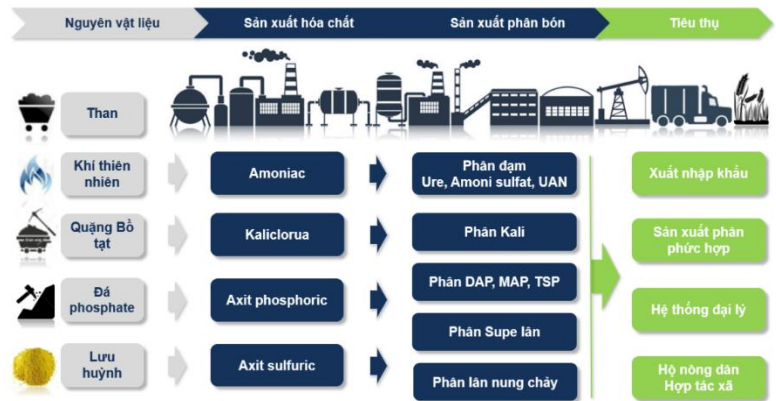 Nguyên vật liệu
Sản xuất hóa chất
Sản xuất phân bón
Tiêu thụ
Than
Khí thiên
nhiên
Amoniac
Phân đạm
Ure, Amoni sulfat, UAN
Xuất nhập khẩu
Quặng Bồ
tạt
Kaliclorua
Phân Kali
Sản xuất phân
phức hợp
Đá
phosphate
Axit phosphoric
Phân DAP, MAP, TSP
Hệ thống đại lý
Phân Supe lân
Lưu
huỳnh
Axit sulfuric
Phân lân nung chảy
Hộ nông dân
Hợp tác xã